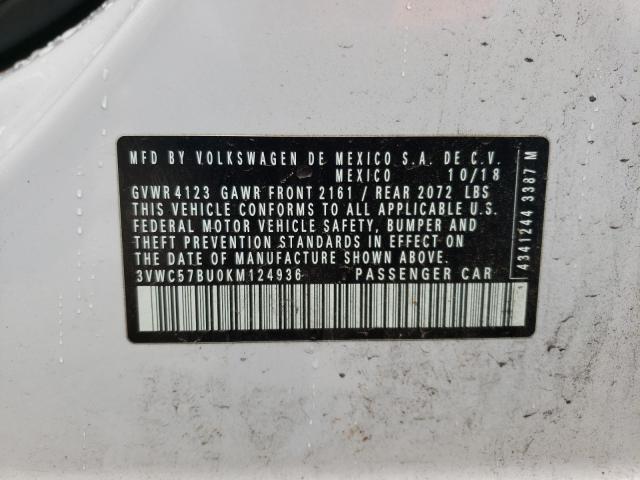 MFD BY VOLKSWAGEN DE MEXICO S.A. DE C.V.
MEXICO 10/18
GVWR 4123 GAWR FRONT 2161 / REAR 2072 LBS
THIS VEHICLE CONFORMS TO ALL APPLICABLE U.S.
FEDERAL MOTOR VEHICLE SAFETY, BUMPER AND
THEFT PREVENTION STANDARDS IN EFFECT ON
THE DATE OF MANUFACTURE SHOWN ABOVE.
3VWC57BU0KM124936 PASSENGER CAR
4341244 3387 M